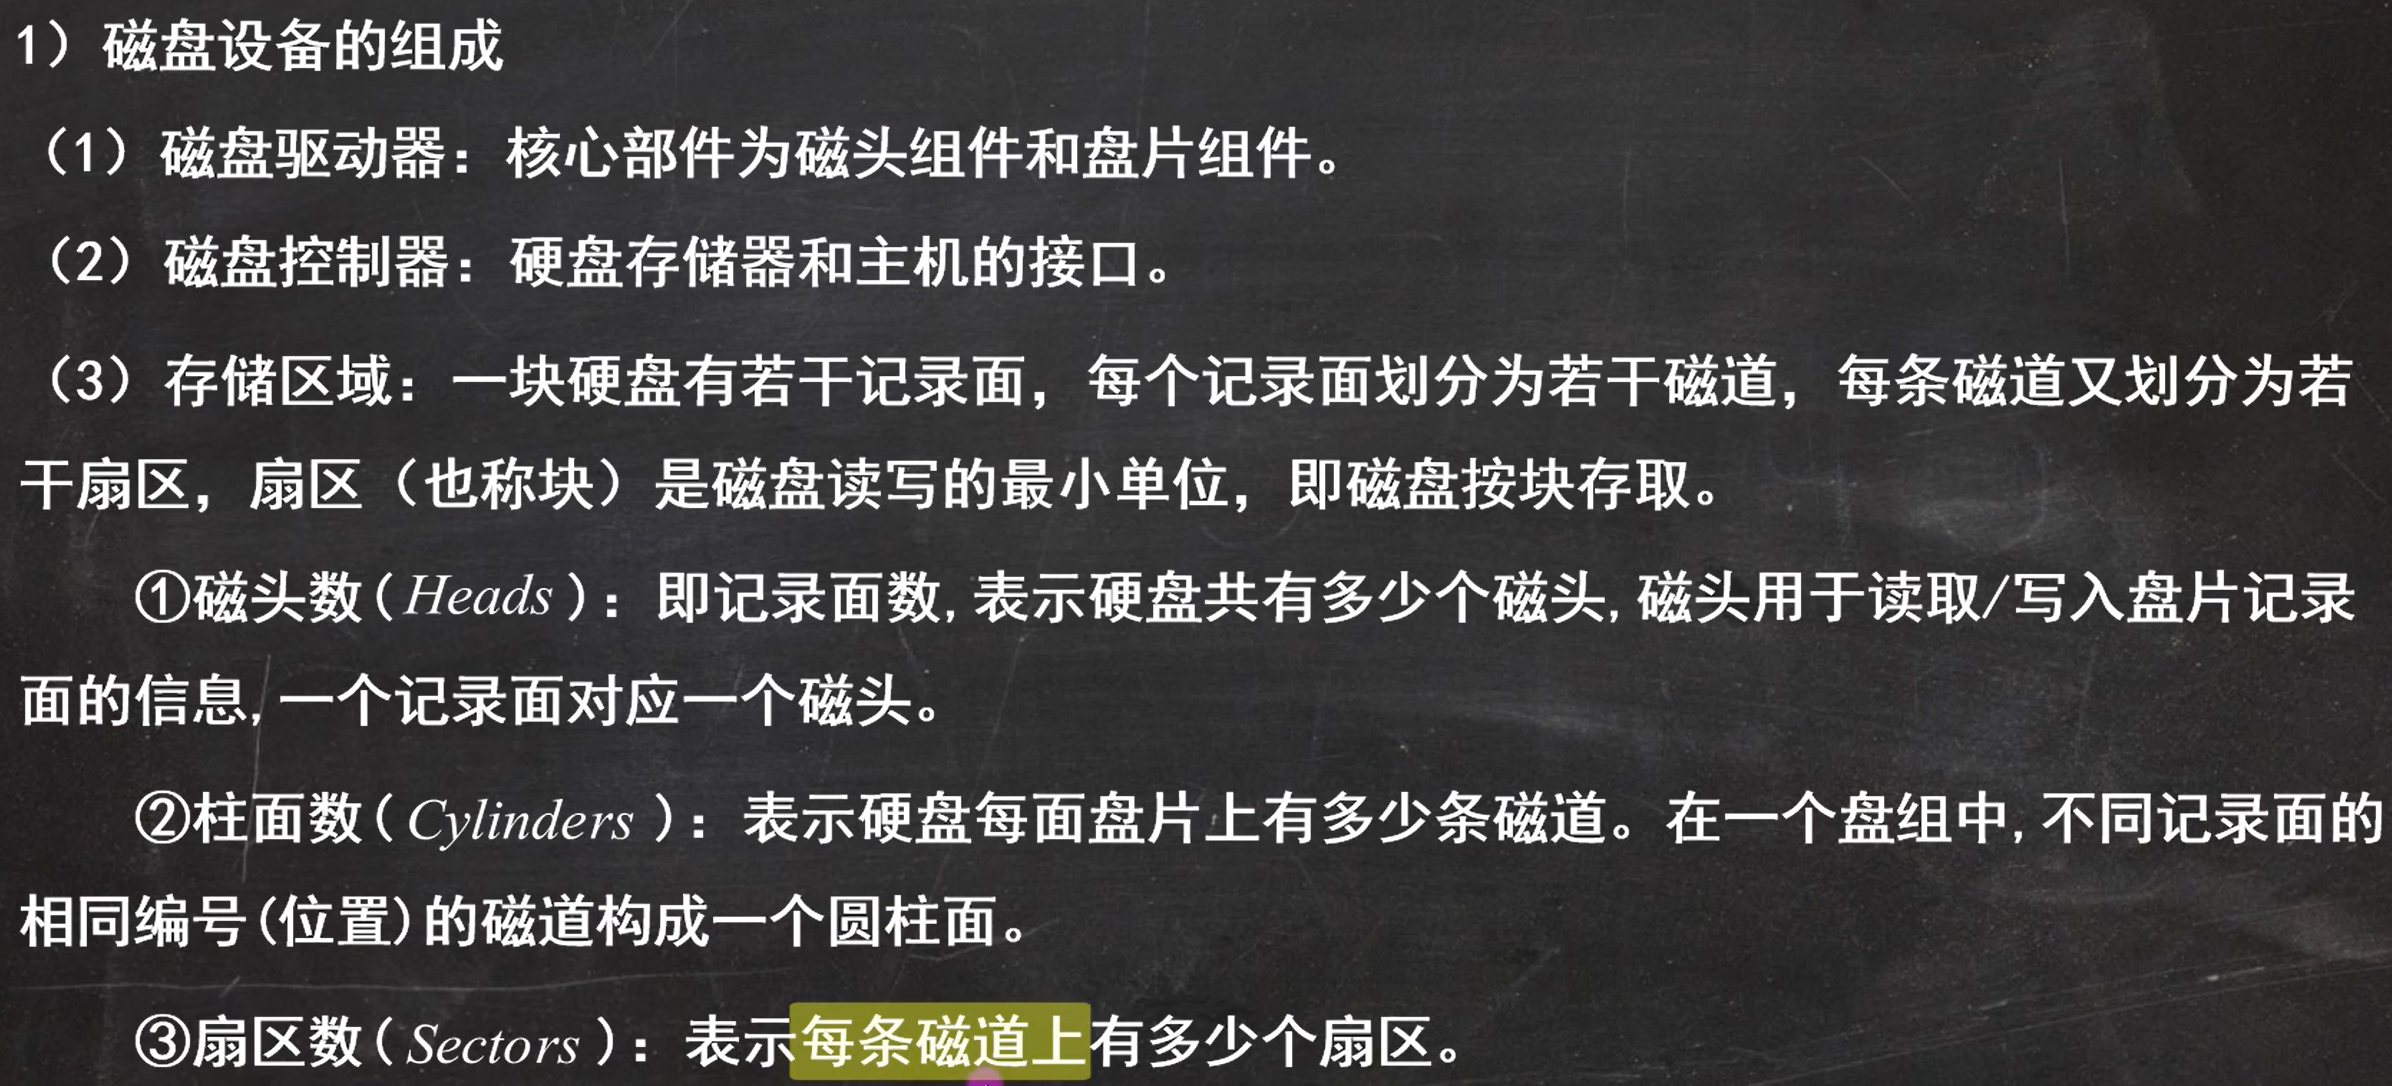 1）磁盘设备的组成
（1）磁盘驱动器：核心部件为磁头组件和盘片组件。
（2）磁盘控制器：硬盘存储器和主机的接口。
（3）存储区域：一块硬盘有若干记录面，每个记录面划分为若干磁道，每条磁道又划分为若
干扇区，扇区（也称块）是磁盘读写的最小单位，即磁盘按块存取。
①磁头数(Heads)：即记录面数,表示硬盘共有多少个磁头,磁头用于读取/写入盘片记录
面的信息,一个记录面对应一个磁头。
②柱面数(Cylinders)：表示硬盘每面盘片上有多少条磁道。在一个盘组中,不同记录面的
相同编号(位置)的磁道构成一个圆柱面。
③扇区数(Sectors)：表示每条磁道上有多少个扇区。